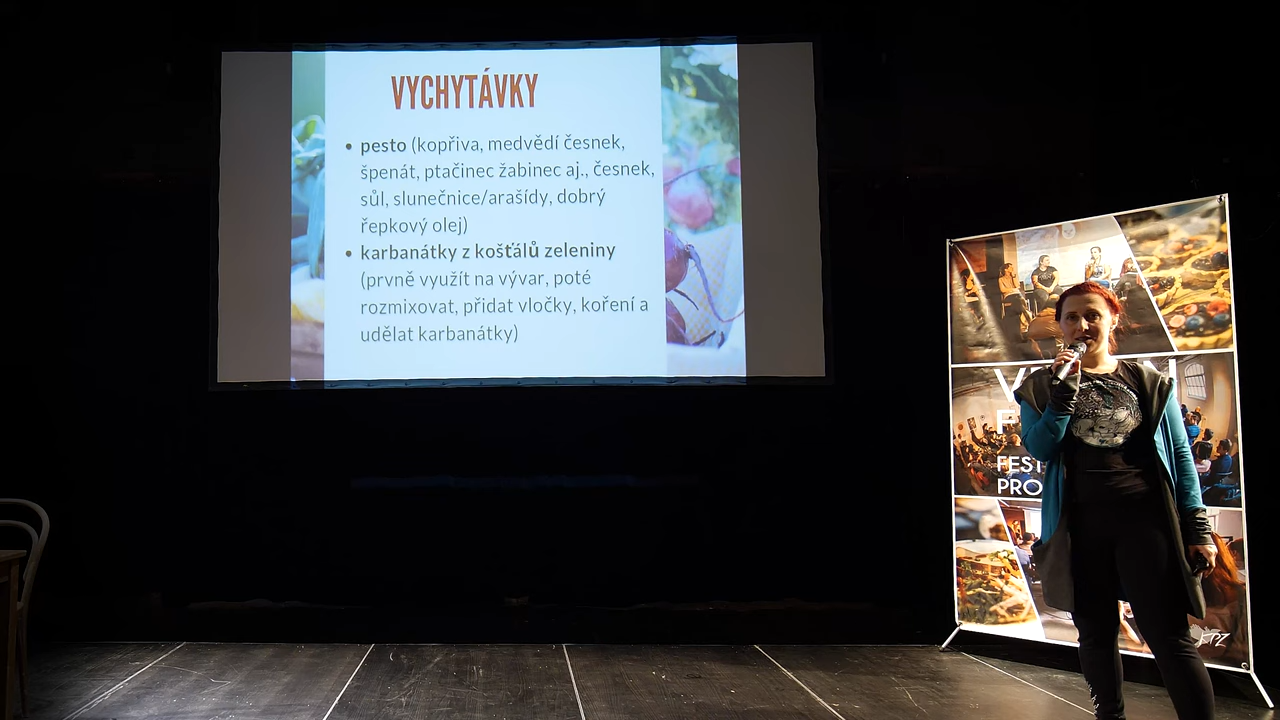 VYCHYTÁVKY
• pesto (kopřiva, medvědí česnek,
špenát, ptačinec žabinec aj., česnek,
sůl, slunečnice/arašídy, dobrý
řepkový olej)
• karbanátky z košťálů zeleniny
(prvně využít na vývar, poté
rozmixovat, přidat vločky, koření a
udělat karbanátky)
FEST
PRO
KPZ